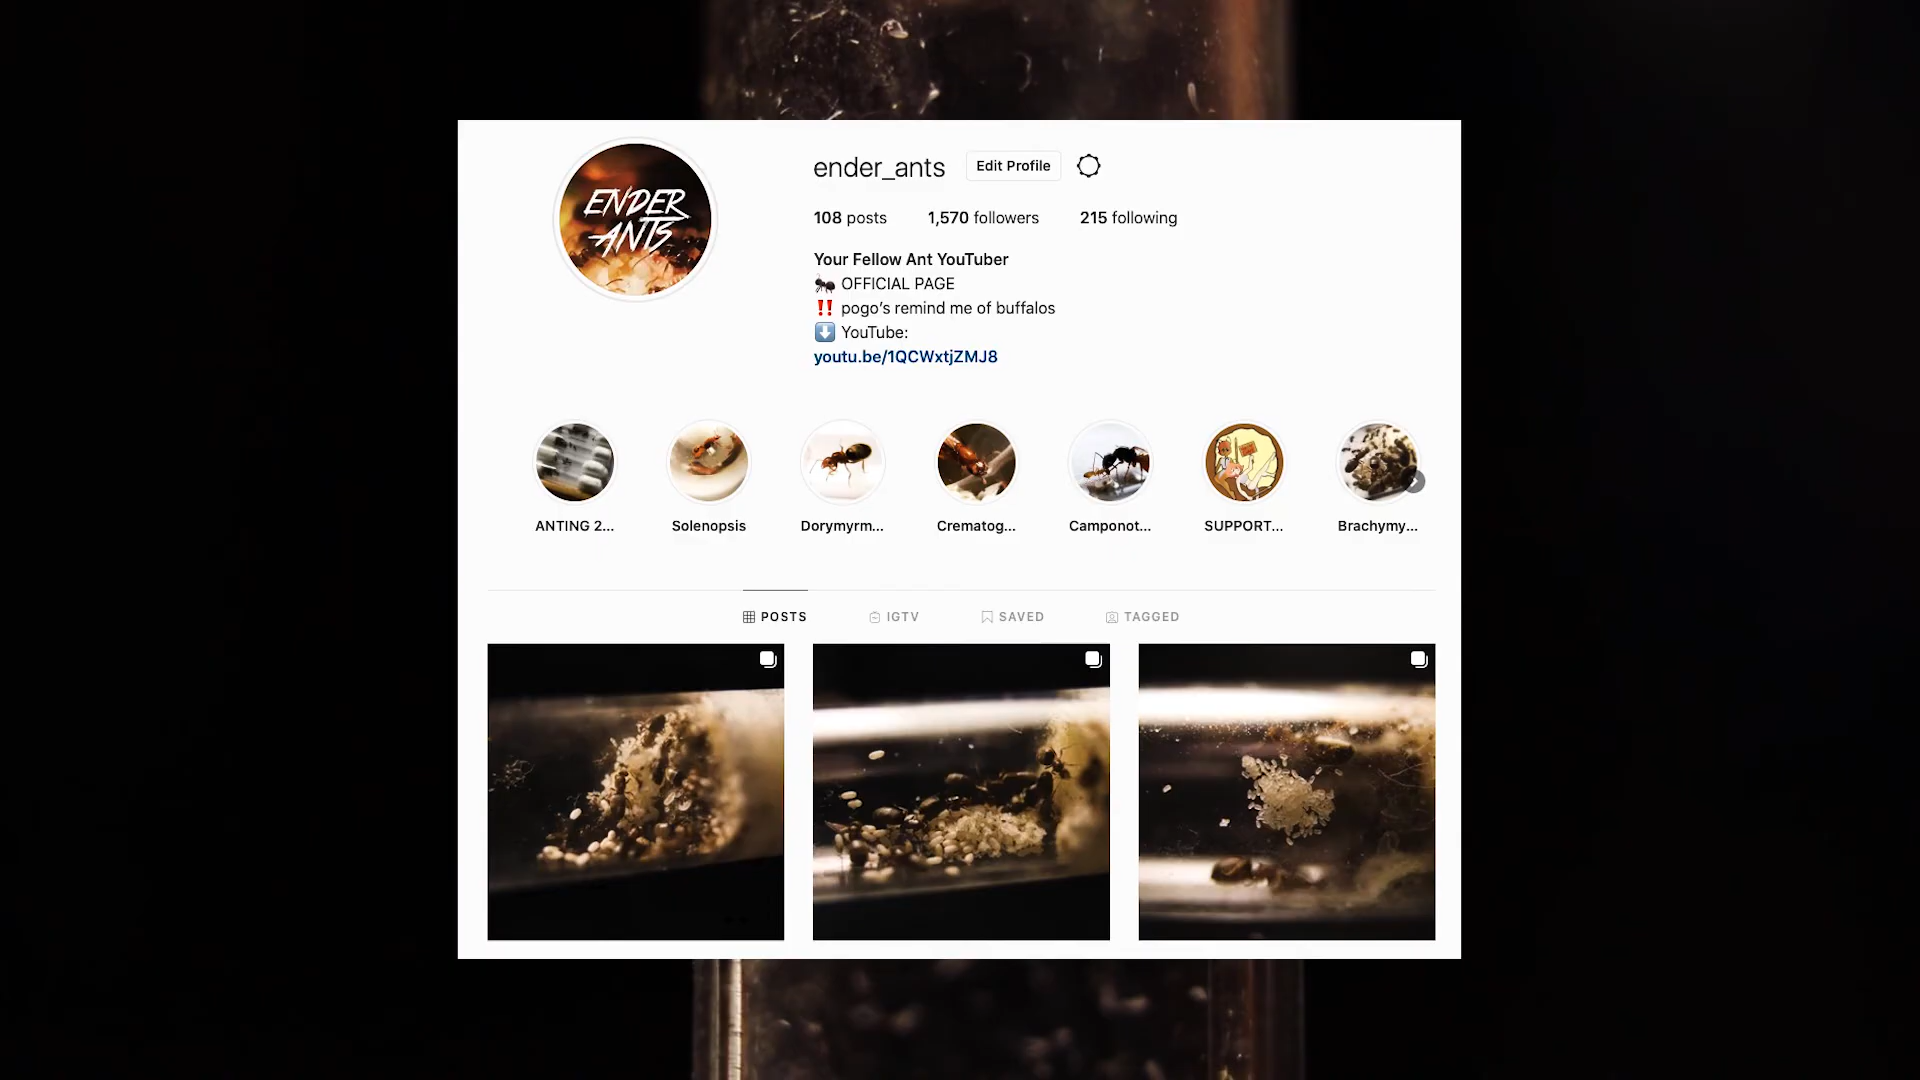 ENDER
ANTS
ender_ants Edit Profile
108 posts 1,570 followers 215 following
Your Fellow Ant YouTuber
🐜 OFFICIAL PAGE
‼️ pogo’s remind me of buffalos
⬇️ YouTube:
youtu.be/1QCWxtjZMJ8
ANTING 2... Solenopsis Dorymyrm... Crematog... Camponot... SUPPORT... Brachymy...
POSTS IGTV SAVED TAGGED